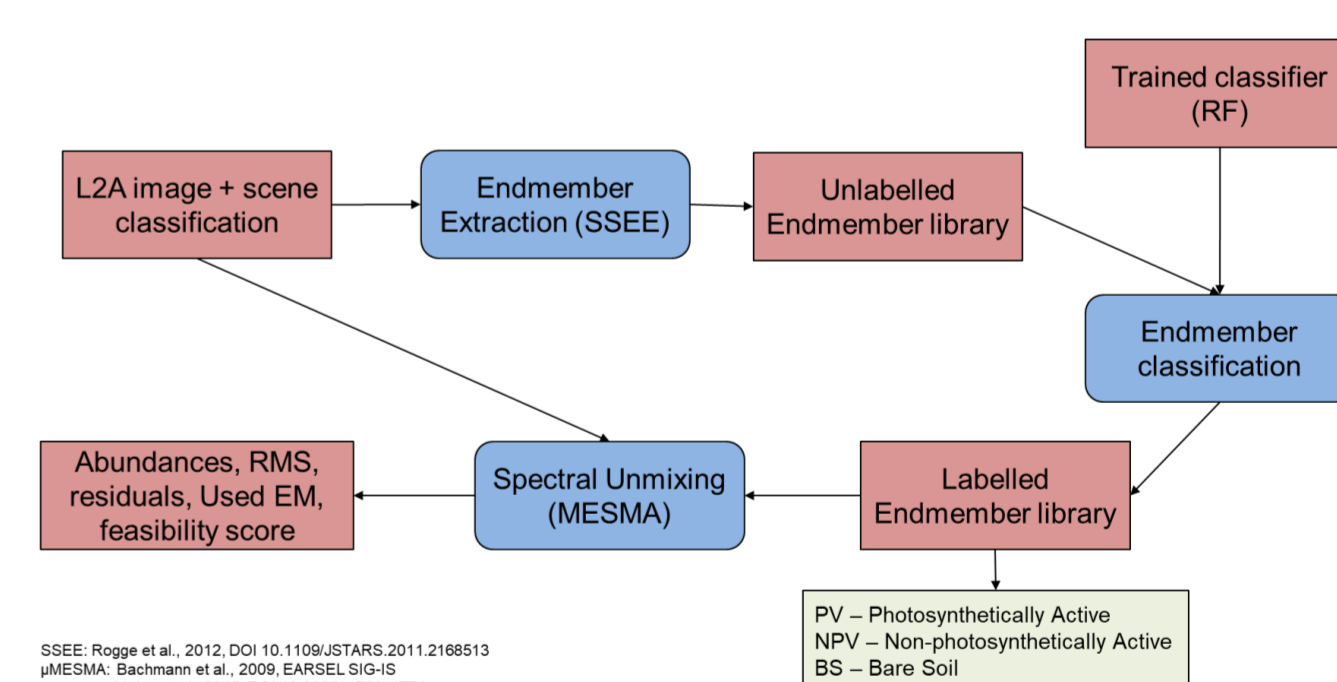 Trained classifier
(RF)
L2A image + scene
classification
Endmember
Extraction (SSEE)
Unlabelled
Endmember library
Endmember
classification
Abundances, RMS,
residuals, Used EM,
feasibility score
Spectral Unmixing
(MESMA)
Labelled
Endmember library
PV – Photosynthetically Active
NPV – Non-photosynthetically Active
BS – Bare Soil
SSEE: Rogge et al., 2012, DOI 10.1109/JSTARS.2011.2168513
µMESMA: Bachmann et al., 2009, EARSEL SIG-IS